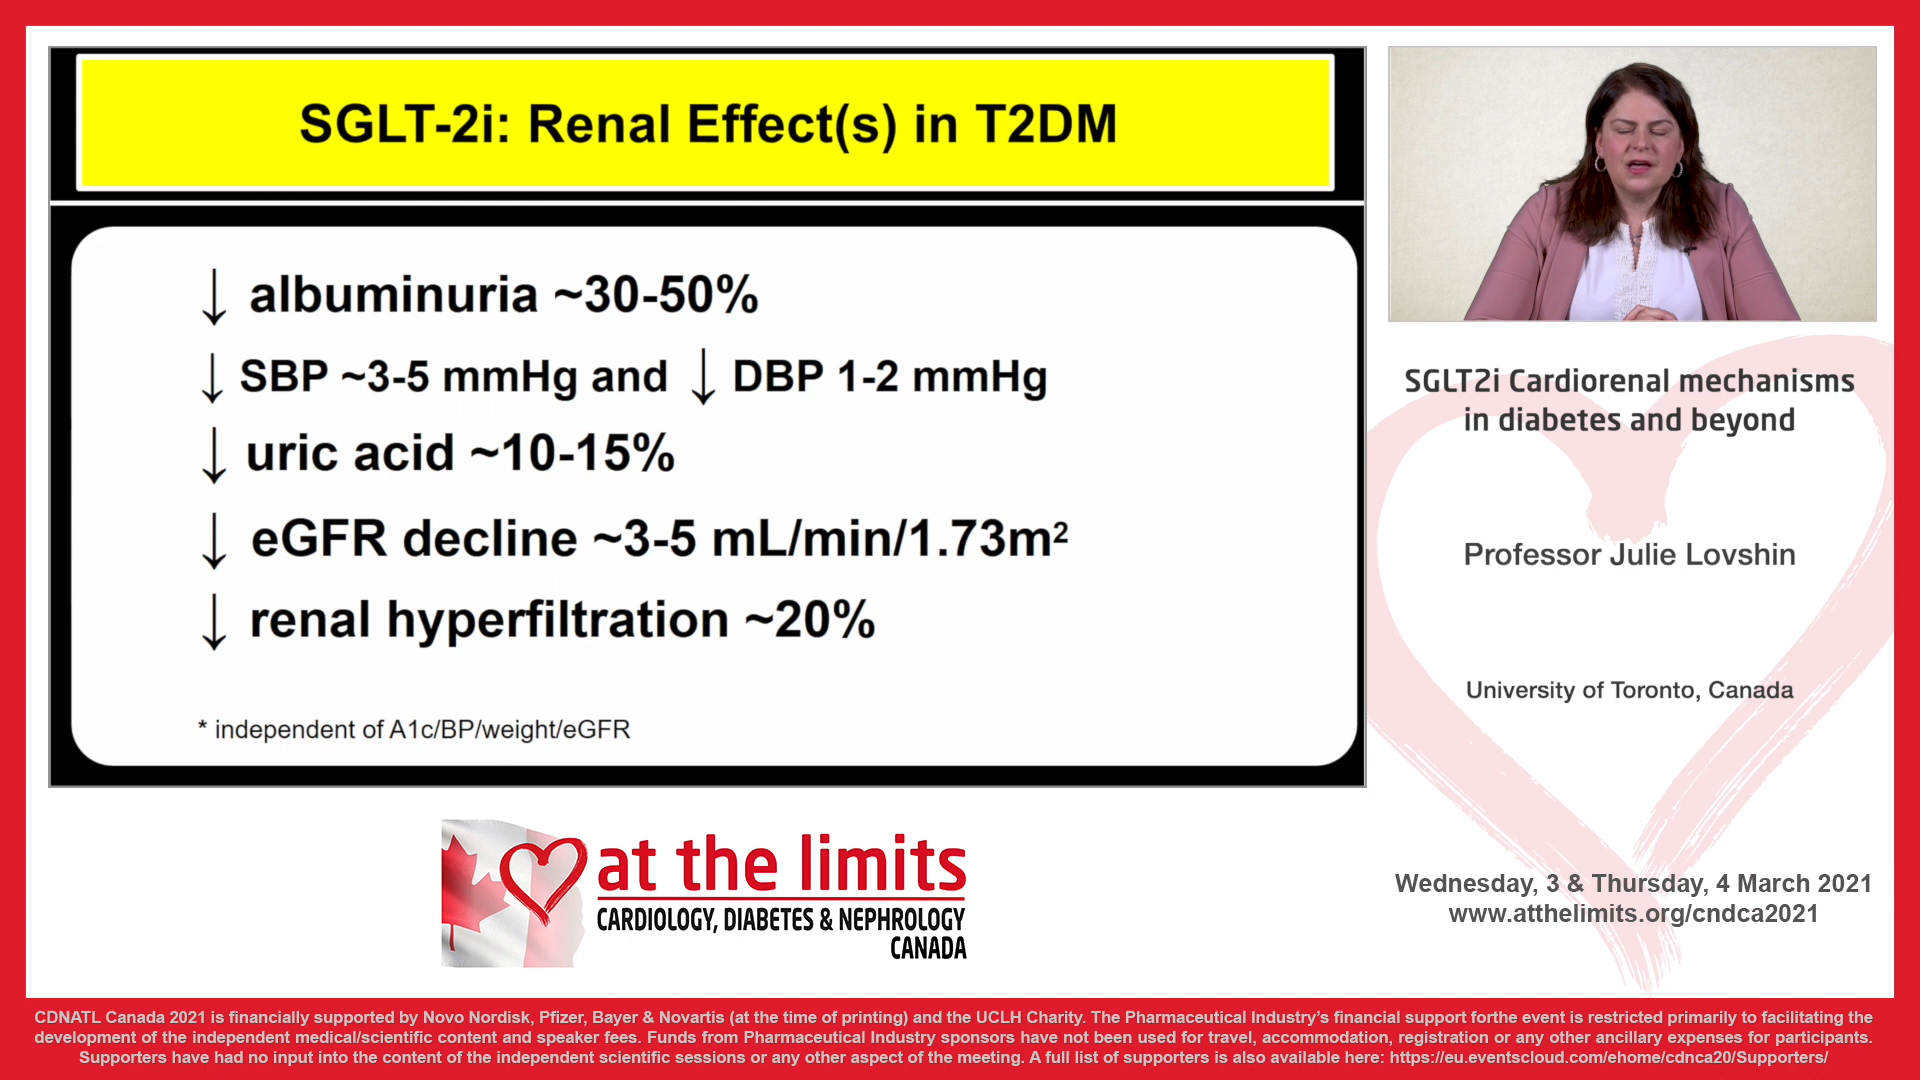 SGLT-2i: Renal Effect(s) in T2DM
↓ albuminuria ~30-50%
↓ SBP ~3-5 mmHg and ↓ DBP 1-2 mmHg
↓ uric acid ~10-15%
↓ eGFR decline ~3-5 mL/min/1.73m²
↓ renal hyperfiltration ~20%
* independent of A1c/BP/weight/eGFR
SGLT2i Cardiorenal mechanisms
in diabetes and beyond
Professor Julie Lovshin
University of Toronto, Canada
Wednesday, 3 & Thursday, 4 March 2021
www.atthelimits.org/cndca2021
at the limits
CARDIOLOGY, DIABETES & NEPHROLOGY
CANADA
CDNATL Canada 2021 is financially supported by Novo Nordisk, Pfizer, Bayer & Novartis (at the time of printing) and the UCLH Charity. The Pharmaceutical Industry's financial support forthe event is restricted primarily to facilitating the
development of the independent medical/scientific content and speaker fees. Funds from Pharmaceutical Industry sponsors have not been used for travel, accommodation, registration or any other ancillary expenses for participants.
Supporters have had no input into the content of the independent scientific sessions or any other aspect of the meeting. A full list of supporters is also available here: https://eu.eventscloud.com/ehome/cdnca20/Supporters/